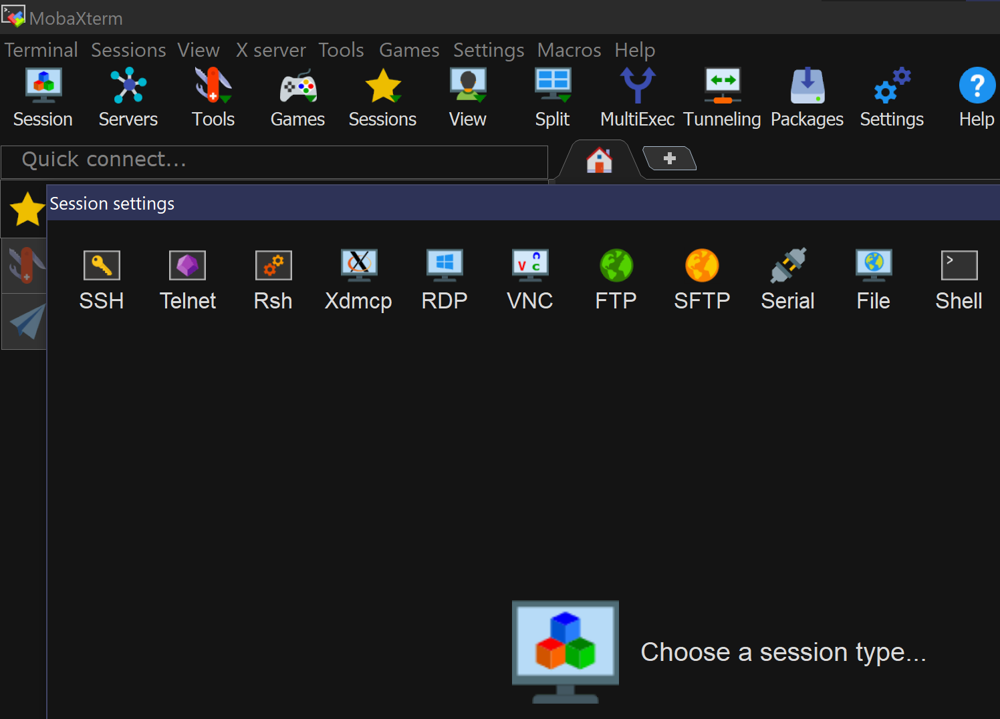 MobaXterm
Terminal Sessions View X server Tools Games Settings Macros Help
Session Servers Tools Games Sessions View Split MultiExec Tunneling Packages Settings Help
Quick connect...
Session settings
SSH Telnet Rsh Xdmcp RDP VNC FTP SFTP Serial File Shell
Choose a session type...